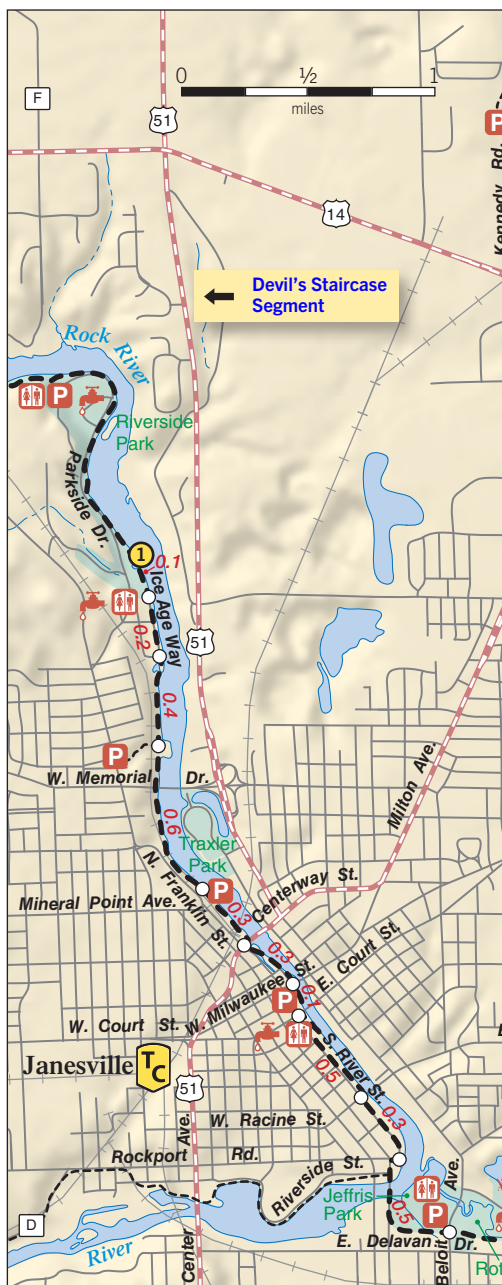 0 ½ 1
miles
F
51
P
Kennedy Rd.
14
Devil's Staircase
Segment
Rock River
P
Riverside
Park
Parkside Dr.
1
0.1
Ice Age Way
0.2
51
0.4
P
W. Memorial Dr.
Milton Ave.
0.6
Traxler
Park
N. Franklin St.
P
Mineral Point Ave.
0.3
Centerway St.
0.3
E. Court St.
W. Milwaukee St.
0.1
P
W. Court St.
S. River St.
Janesville
TC
0.5
51
0.3
W. Racine St.
Rockport Rd.
Riverside St.
Center Ave.
Jeffris
Park
P
0.5
Beloit Ave.
D
River
E. Delavan Dr.